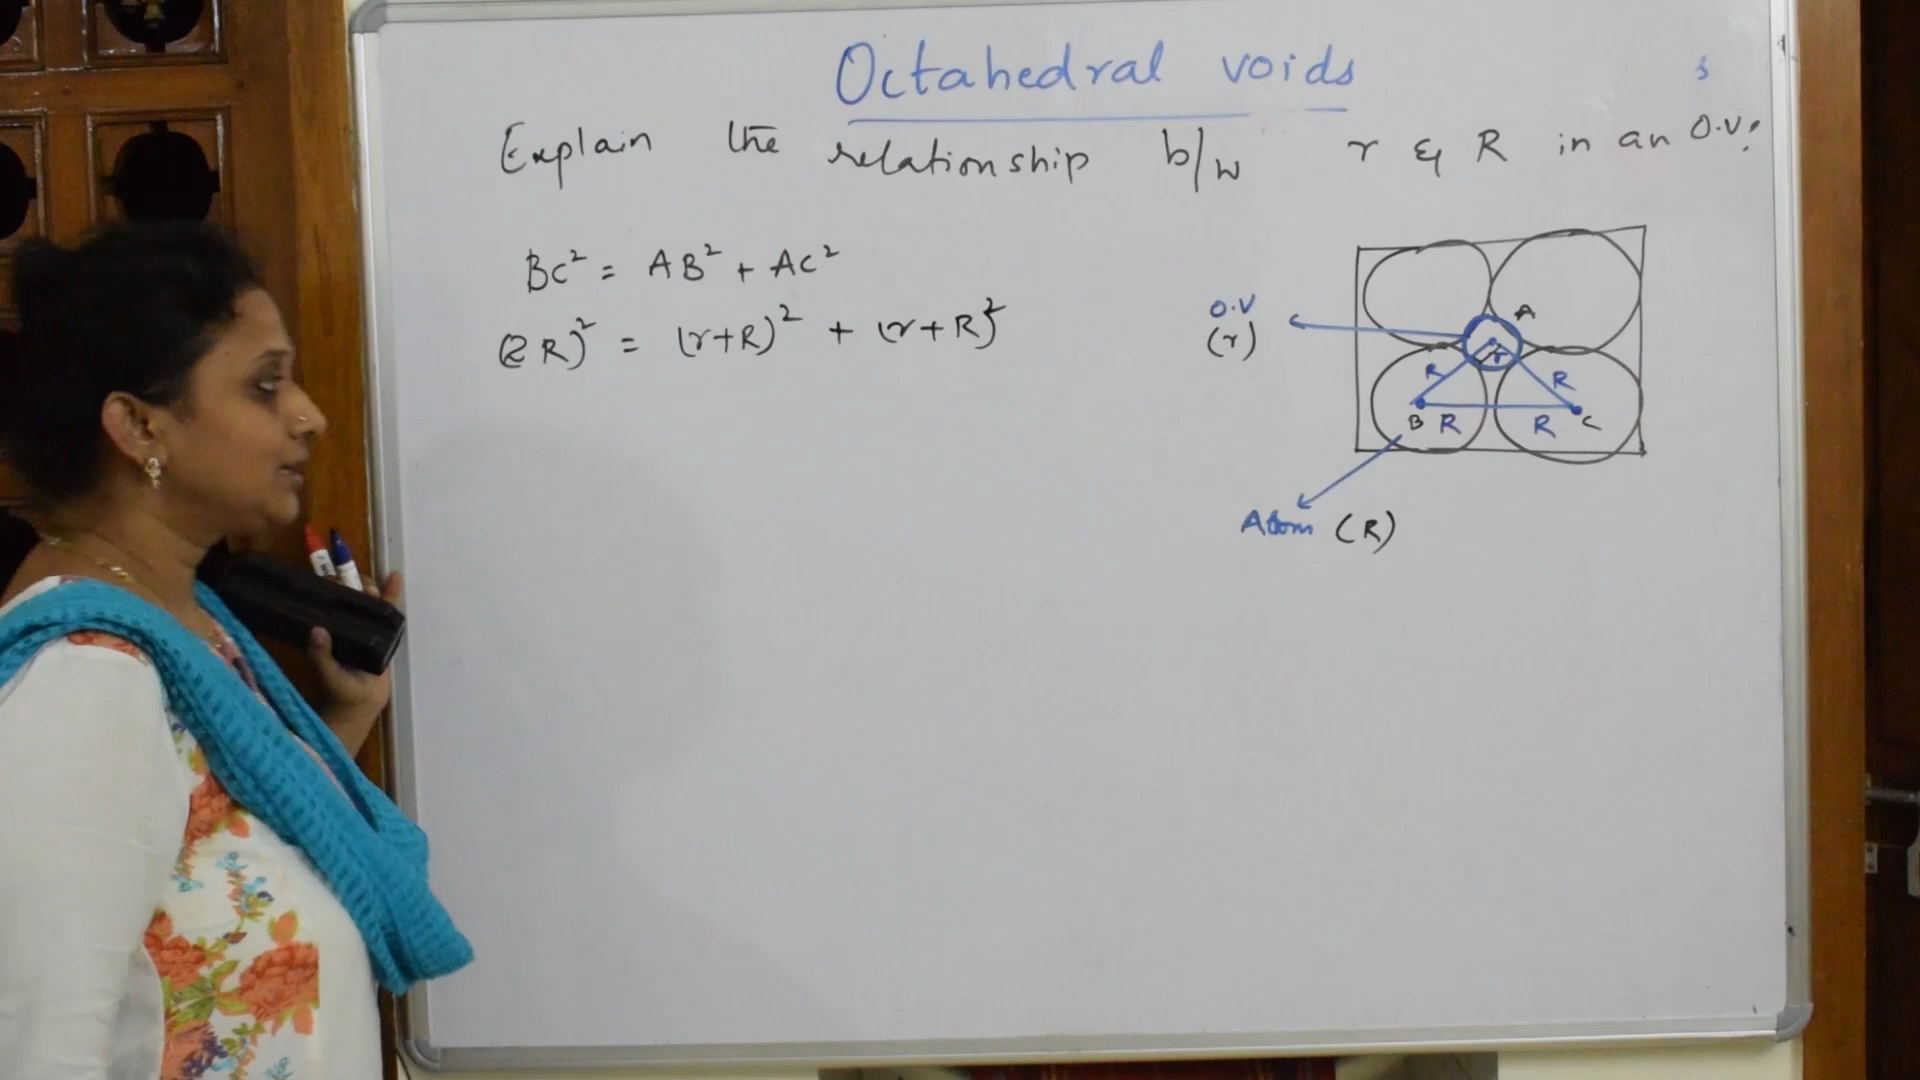 Octahedral voids
Explain the relationship b/w r & R in an O.V?
BC² = AB² + AC²
(2R)² = (r+R)² + (r+R)²
A
O.V
(r)
r
R
R
B R
R C
Atom (R)